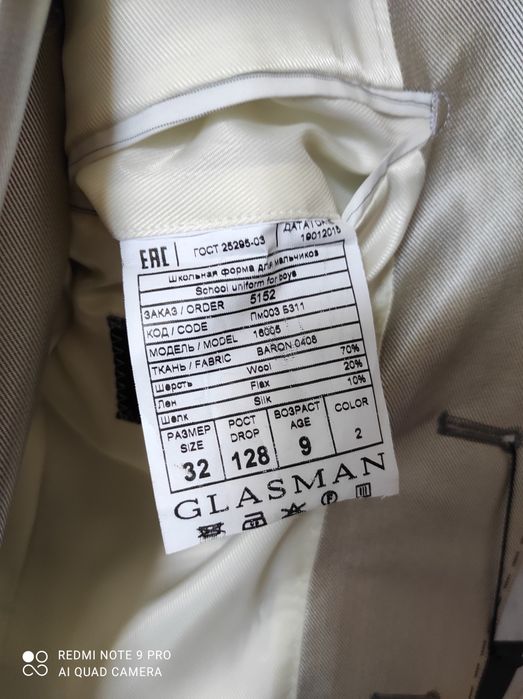 EAC ГОСТ 25295-03 ДАТА
19012015
Школьная форма для мальчиков
School uniform for boys
ЗАКАЗ / ORDER 5152
КОД / CODE Пм003 Б311
МОДЕЛЬ / MODEL 16005
ТКАНЬ / FABRIC BARON 0408
Шерсть Wool 70%
Лен Flax 20%
Шелк Silk 10%
РАЗМЕР РОСТ ВОЗРАСТ COLOR
SIZE DROP AGE
32 128 9 2
GLASMAN
REDMI NOTE 9 PRO
AI QUAD CAMERA